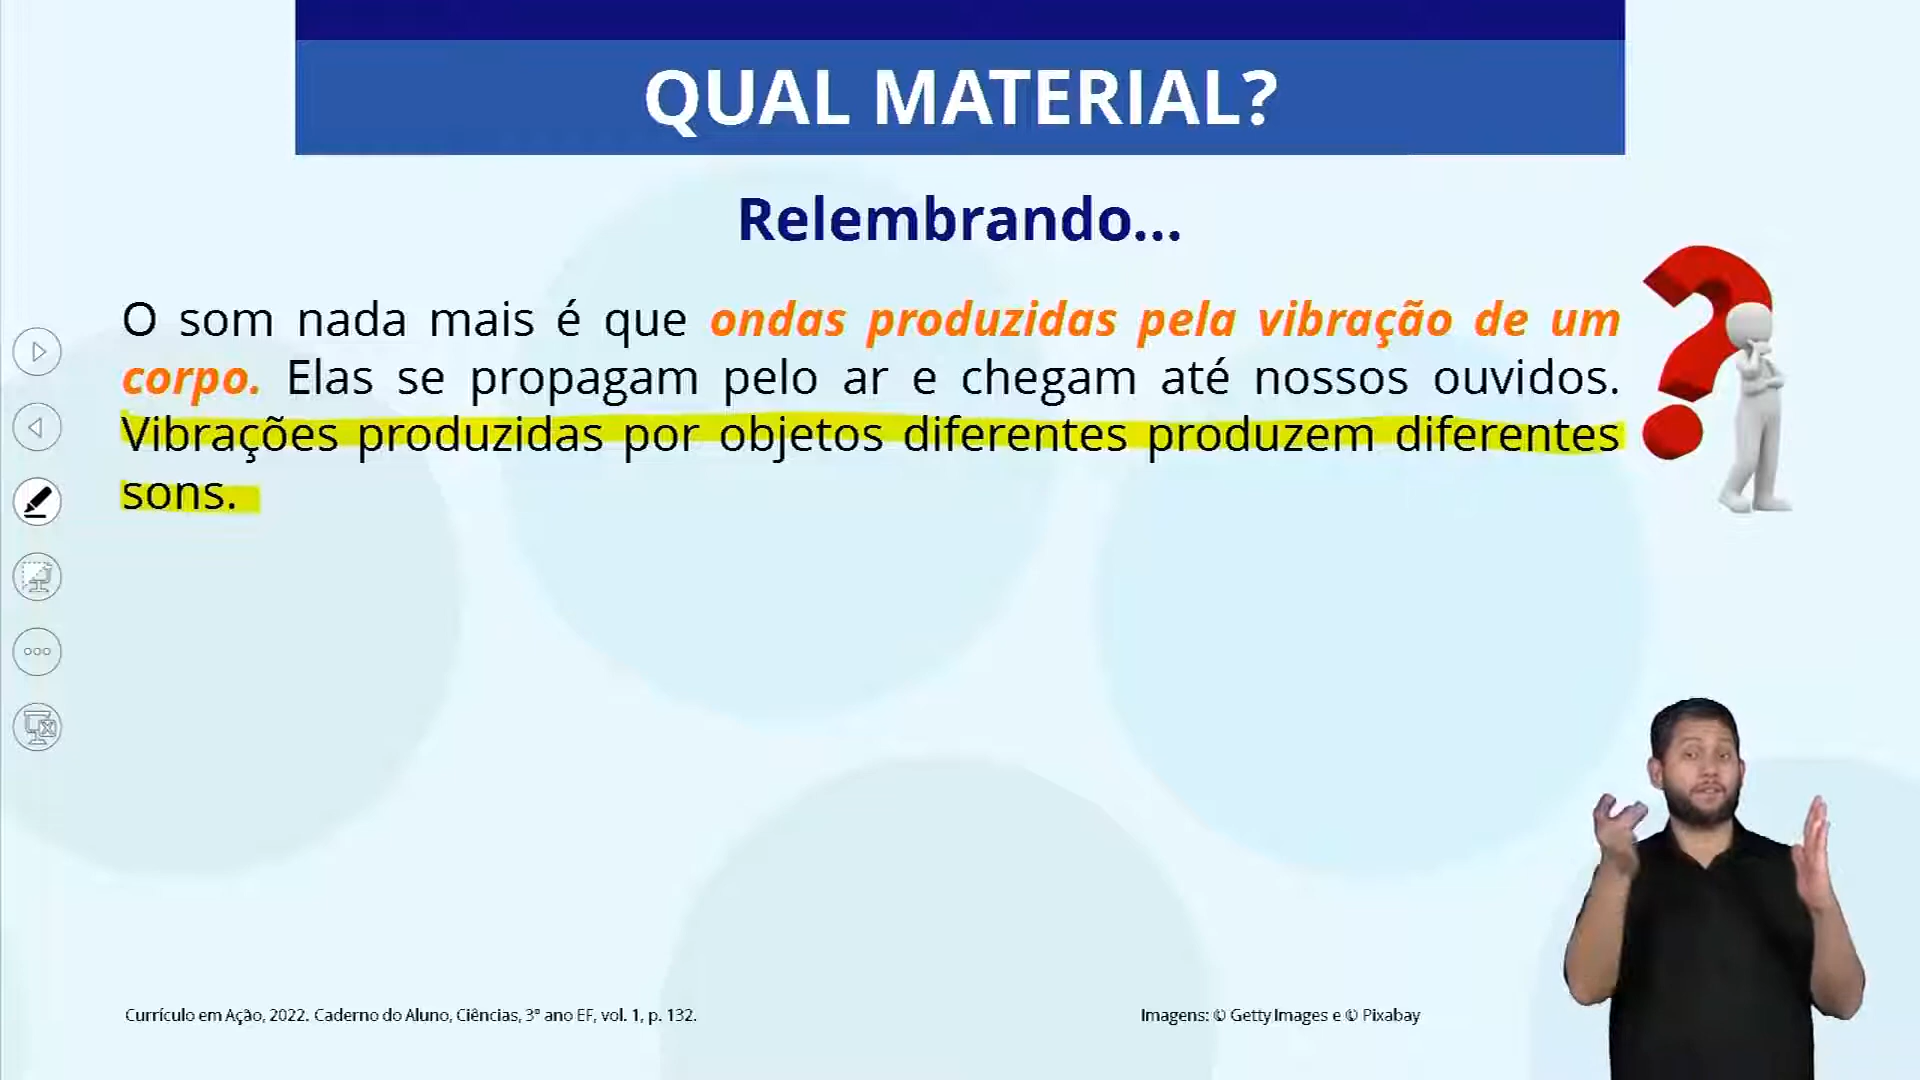 QUAL MATERIAL?
Relembrando...
O som nada mais é que ondas produzidas pela vibração de um
corpo. Elas se propagam pelo ar e chegam até nossos ouvidos.
Vibrações produzidas por objetos diferentes produzem diferentes
sons.
Currículo em Ação, 2022. Caderno do Aluno, Ciências, 3º ano EF, vol. 1, p. 132.
Imagens: © Getty Images e © Pixabay